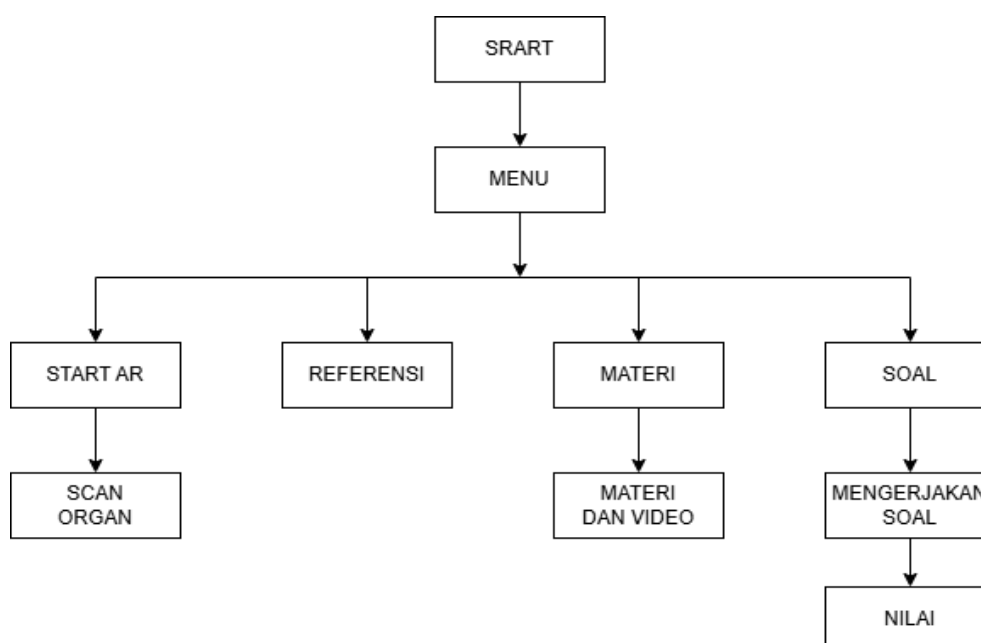 SRART
MENU
START AR
REFERENSI
MATERI
SOAL
SCAN
ORGAN
MATERI
DAN VIDEO
MENGERJAKAN
SOAL
NILAI